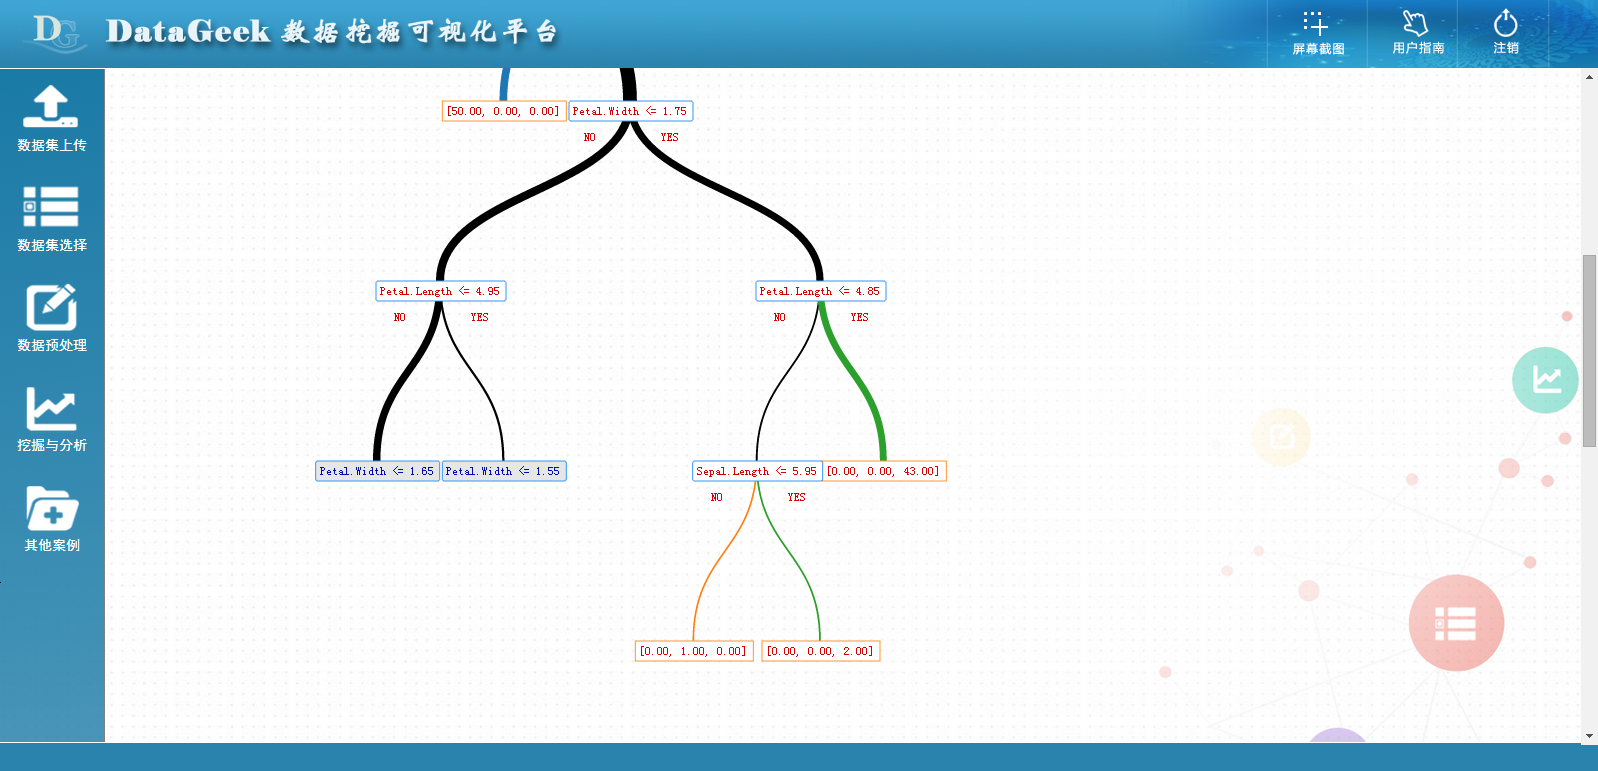 DG DataGeek 数据挖掘可视化平台
屏幕截图 用户指南 注销
数据集上传
数据集选择
数据预处理
挖掘与分析
其他案例
[50.00, 0.00, 0.00] Petal.Width <= 1.75
NO YES
Petal.Length <= 4.95 Petal.Length <= 4.85
NO YES NO YES
Petal.Width <= 1.65 Petal.Width <= 1.55 Sepal.Length <= 5.95 [0.00, 0.00, 43.00]
NO YES
[0.00, 1.00, 0.00] [0.00, 0.00, 2.00]